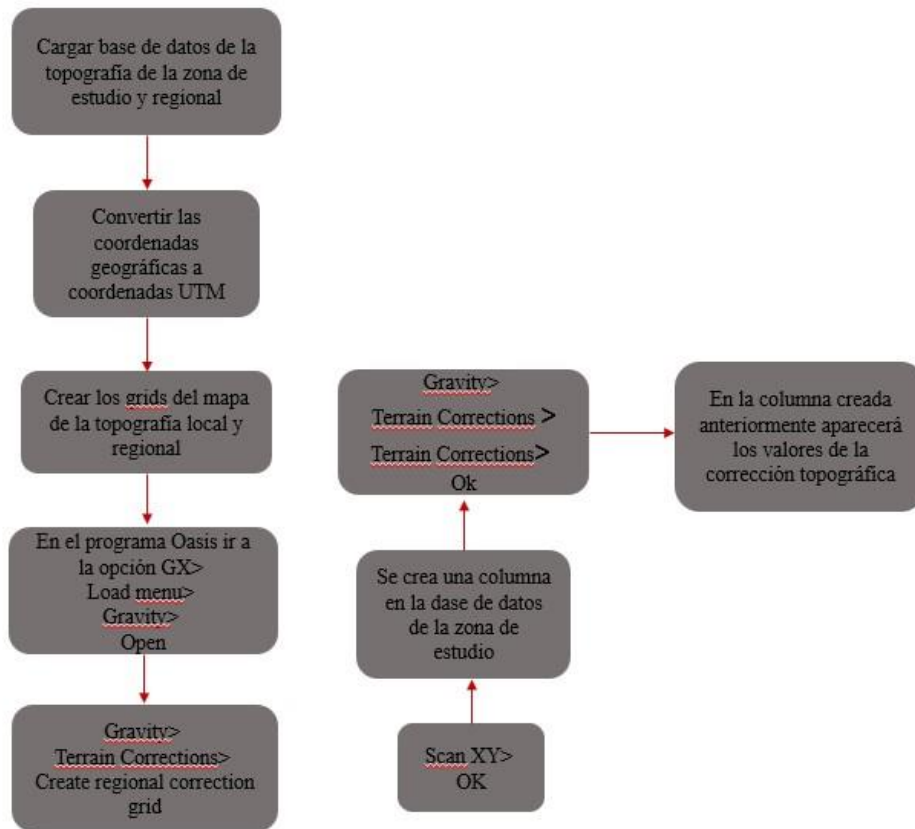 Cargar base de datos de la
topografía de la zona de
estudio y regional
Convertir las
coordenadas
geográficas a
coordenadas UTM
Crear los grids del mapa
de la topografía local y
regional
En el programa Oasis ir a
la opción GX>
Load menu>
Gravity>
Open
Gravity>
Terrain Corrections>
Create regional correction
grid
Scan XY>
OK
Se crea una columna
en la dase de datos
de la zona de
estudio
Gravity>
Terrain Corrections >
Terrain Corrections>
Ok
En la columna creada
anteriormente aparecerá
los valores de la
corrección topográfica